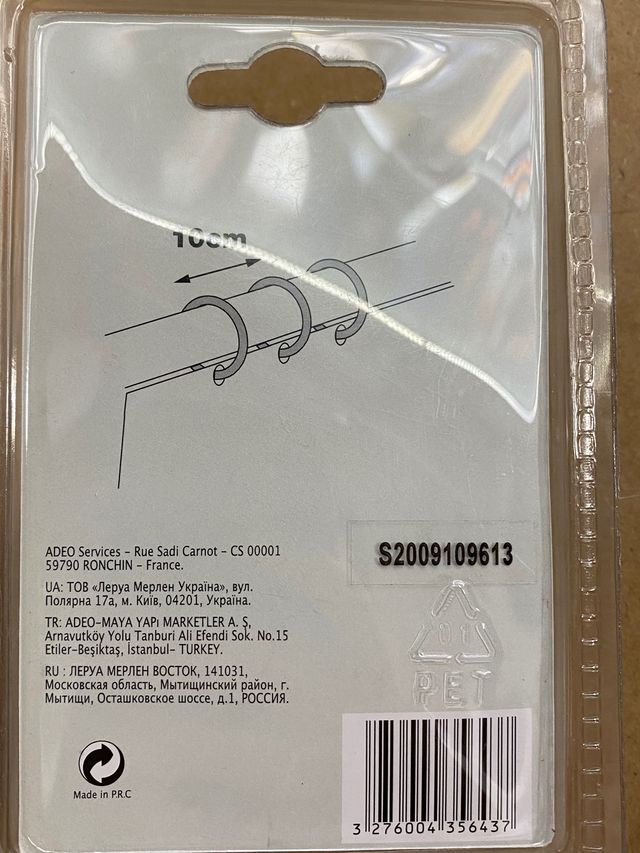 10cm
ADEO Services – Rue Sadi Carnot – CS 00001
59790 RONCHIN – France.
UA: ТОВ «Леруа Мерлен Україна», вул.
Полярна 17а, м. Київ, 04201, Україна.
TR: ADEO-MAYA YAPı MARKETLER A. Ş,
Arnavutköy Yolu Tanburi Ali Efendi Sok. No.15
Etiler-Beşiktaş, İstanbul- TURKEY.
RU : ЛЕРУА МЕРЛЕН ВОСТОК, 141031,
Московская область, Мытищинский район, г.
Мытищи, Осташковское шоссе, д.1, РОССИЯ.
Made in P.R.C
S2009109613
01
PET
3 276004 356437